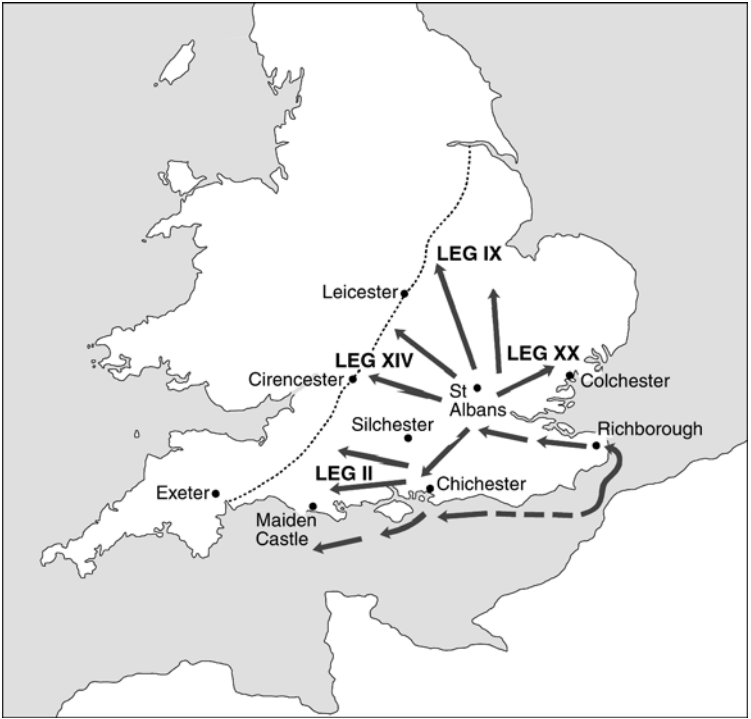 LEG IX
Leicester
LEG XIV
LEG XX
Cirencester
Colchester
St
Albans
Silchester
Richborough
LEG II
Chichester
Exeter
Maiden
Castle